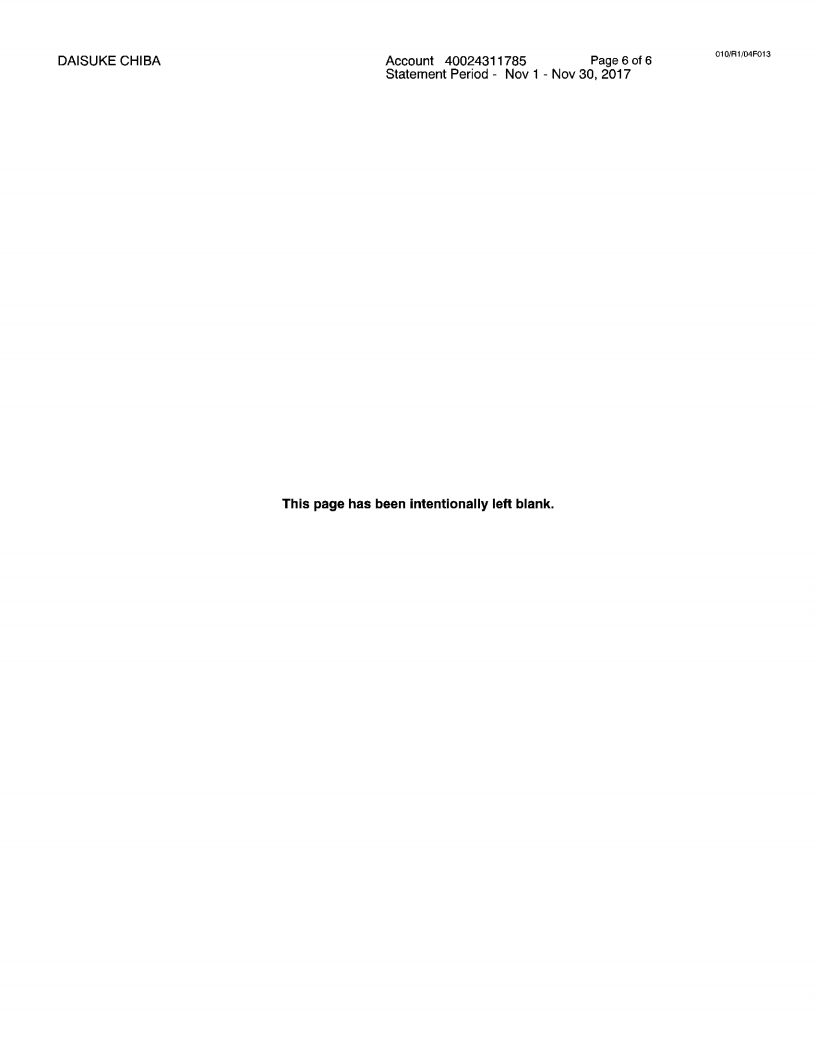 DAISUKE CHIBA
Account 40024311785 Page 6 of 6
Statement Period - Nov 1 - Nov 30, 2017
010/R1/04F013
This page has been intentionally left blank.